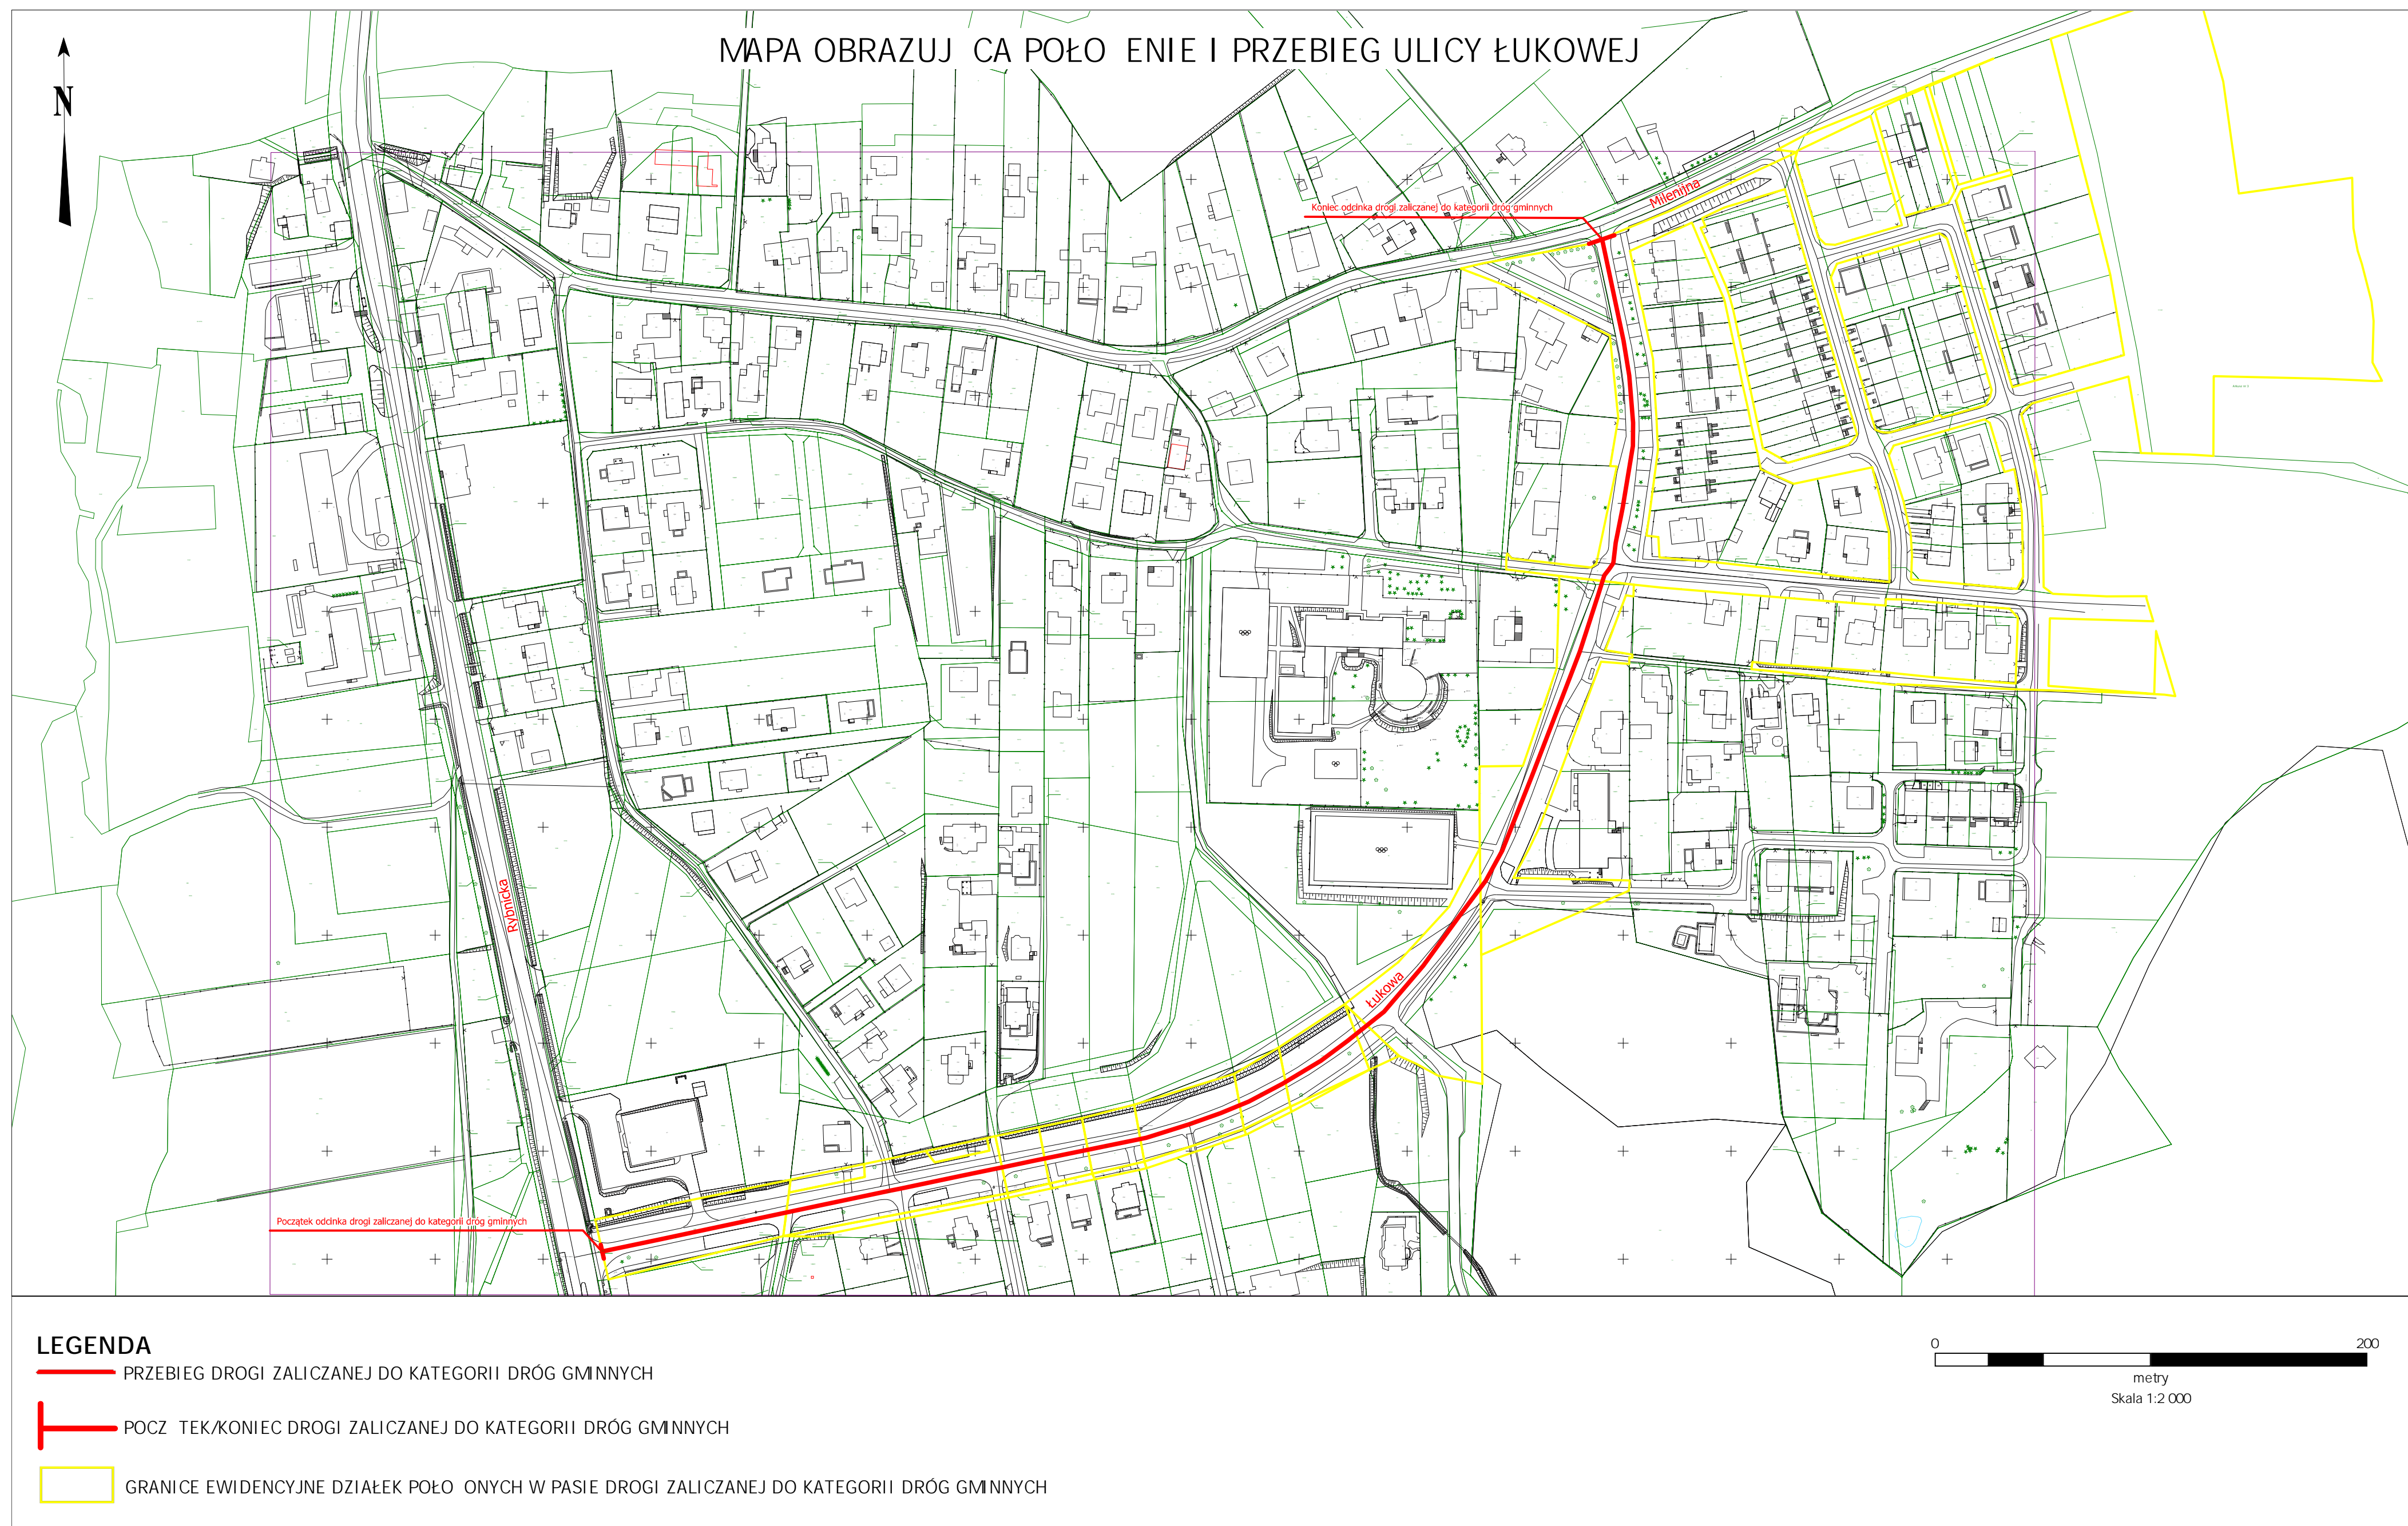 MAPA OBRAZUJ CA POŁO ENIE I PRZEBIEG ULICY ŁUKOWEJ
N
Milenijna
Koniec odcinka drogi zaliczanej do kategorii dróg gminnych
Rybnicka
Łukowa
Początek odcinka drogi zaliczanej do kategorii dróg gminnych
LEGENDA
PRZEBIEG DROGI ZALICZANEJ DO KATEGORII DRÓG GMINNYCH
POCZ TEK/KONIEC DROGI ZALICZANEJ DO KATEGORII DRÓG GMINNYCH
GRANICE EWIDENCYJNE DZIAŁEK POŁO ONYCH W PASIE DROGI ZALICZANEJ DO KATEGORII DRÓG GMINNYCH
0 200
metry
Skala 1:2 000